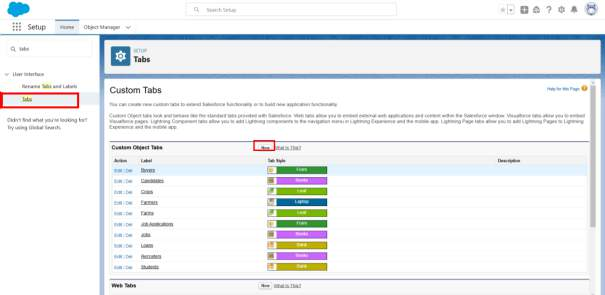 Search Setup
Setup
Home
Object Manager
tabs
User Interface
Rename Tabs and Labels
Tabs
Didn't find what you're looking for?
Try using Global Search.
SETUP
Tabs
Custom Tabs
Help for this Page
You can create new custom tabs to extend Salesforce functionality or to build new application functionality.
Custom Object Tabs look and behave like the standard tabs provided with Salesforce. Web tabs allow you to embed external web applications and content within the Salesforce window. Visualforce tabs allow you to embed
Visualforce pages. Lightning Component tabs allow you to add Lightning components to the navigation menu in Lightning Experience and the mobile app. Lightning Page tabs allow you to add Lightning Pages to Lightning
Experience and the mobile app.
Custom Object Tabs New What Is This?
Action Label Tab Style Description
Edit | Del Buyers
Edit | Del Candidates Books
Edit | Del Crops Leaf
Edit | Del Farmers Laptop
Edit | Del Farms Leaf
Edit | Del Job Applications
Edit | Del Jobs Books
Edit | Del Loans Bank
Edit | Del Recruiters Books
Edit | Del Students Bank
Web Tabs New What Is This?